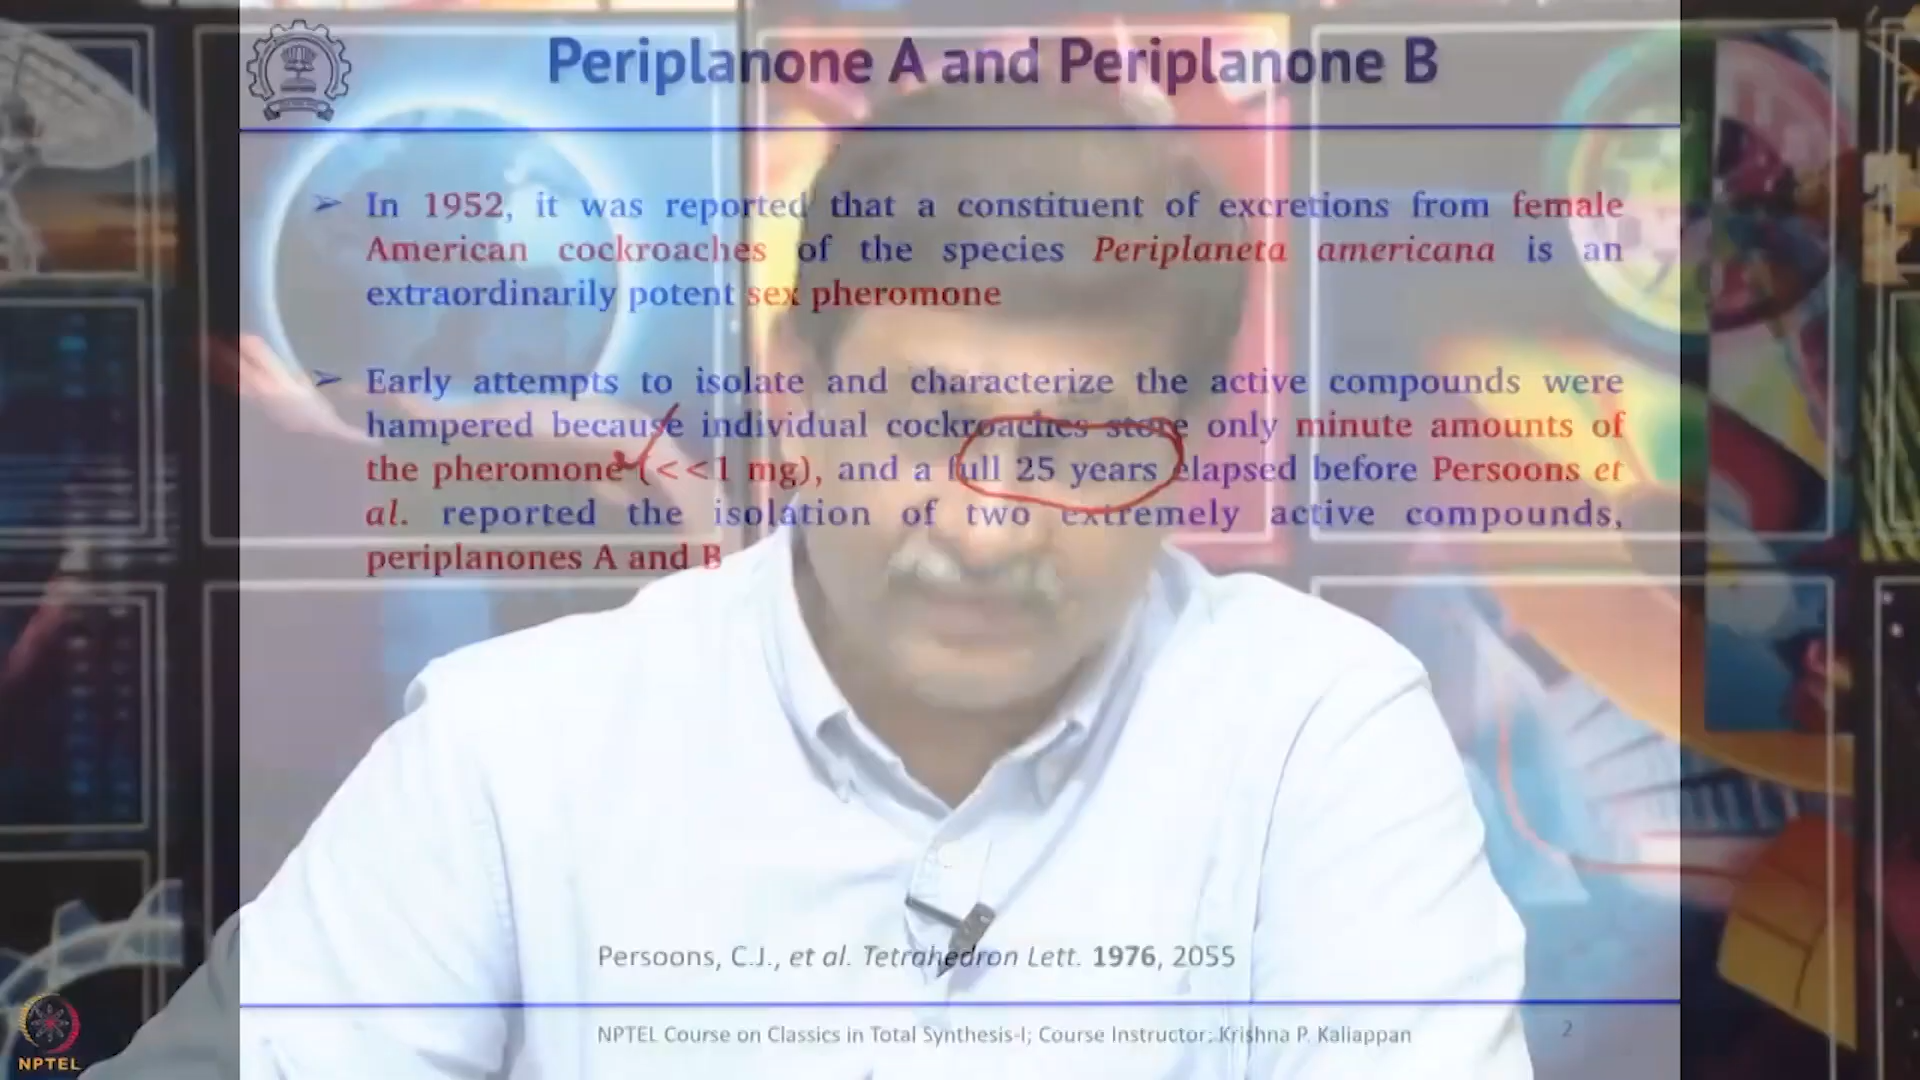 Periplanone A and Periplanone B
➢ In 1952, it was reported that a constituent of excretions from female
American cockroaches of the species Periplaneta americana is an
extraordinarily potent sex pheromone
➢ Early attempts to isolate and characterize the active compounds were
hampered because individual cockroaches store only minute amounts of
the pheromone (<<1 mg), and a full 25 years elapsed before Persoons et
al. reported the isolation of two extremely active compounds,
periplanones A and B
Persoons, C.J., et al. Tetrahedron Lett. 1976, 2055
NPTEL Course on Classics in Total Synthesis-I; Course Instructor: Krishna P. Kaliappan
2
NPTEL